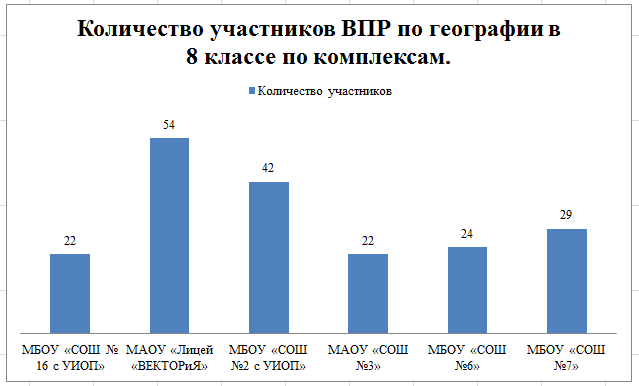 Количество участников ВПР по географии в
8 классе по комплексам.
Количество участников
54
42
29
24
22
22
МБОУ «СОШ №
16 с УИОП»
МАОУ «Лицей
«ВЕКТОРиЯ»
МБОУ «СОШ
№2 с УИОП»
МАОУ «СОШ
№3»
МБОУ «СОШ
№6»
МБОУ «СОШ
№7»